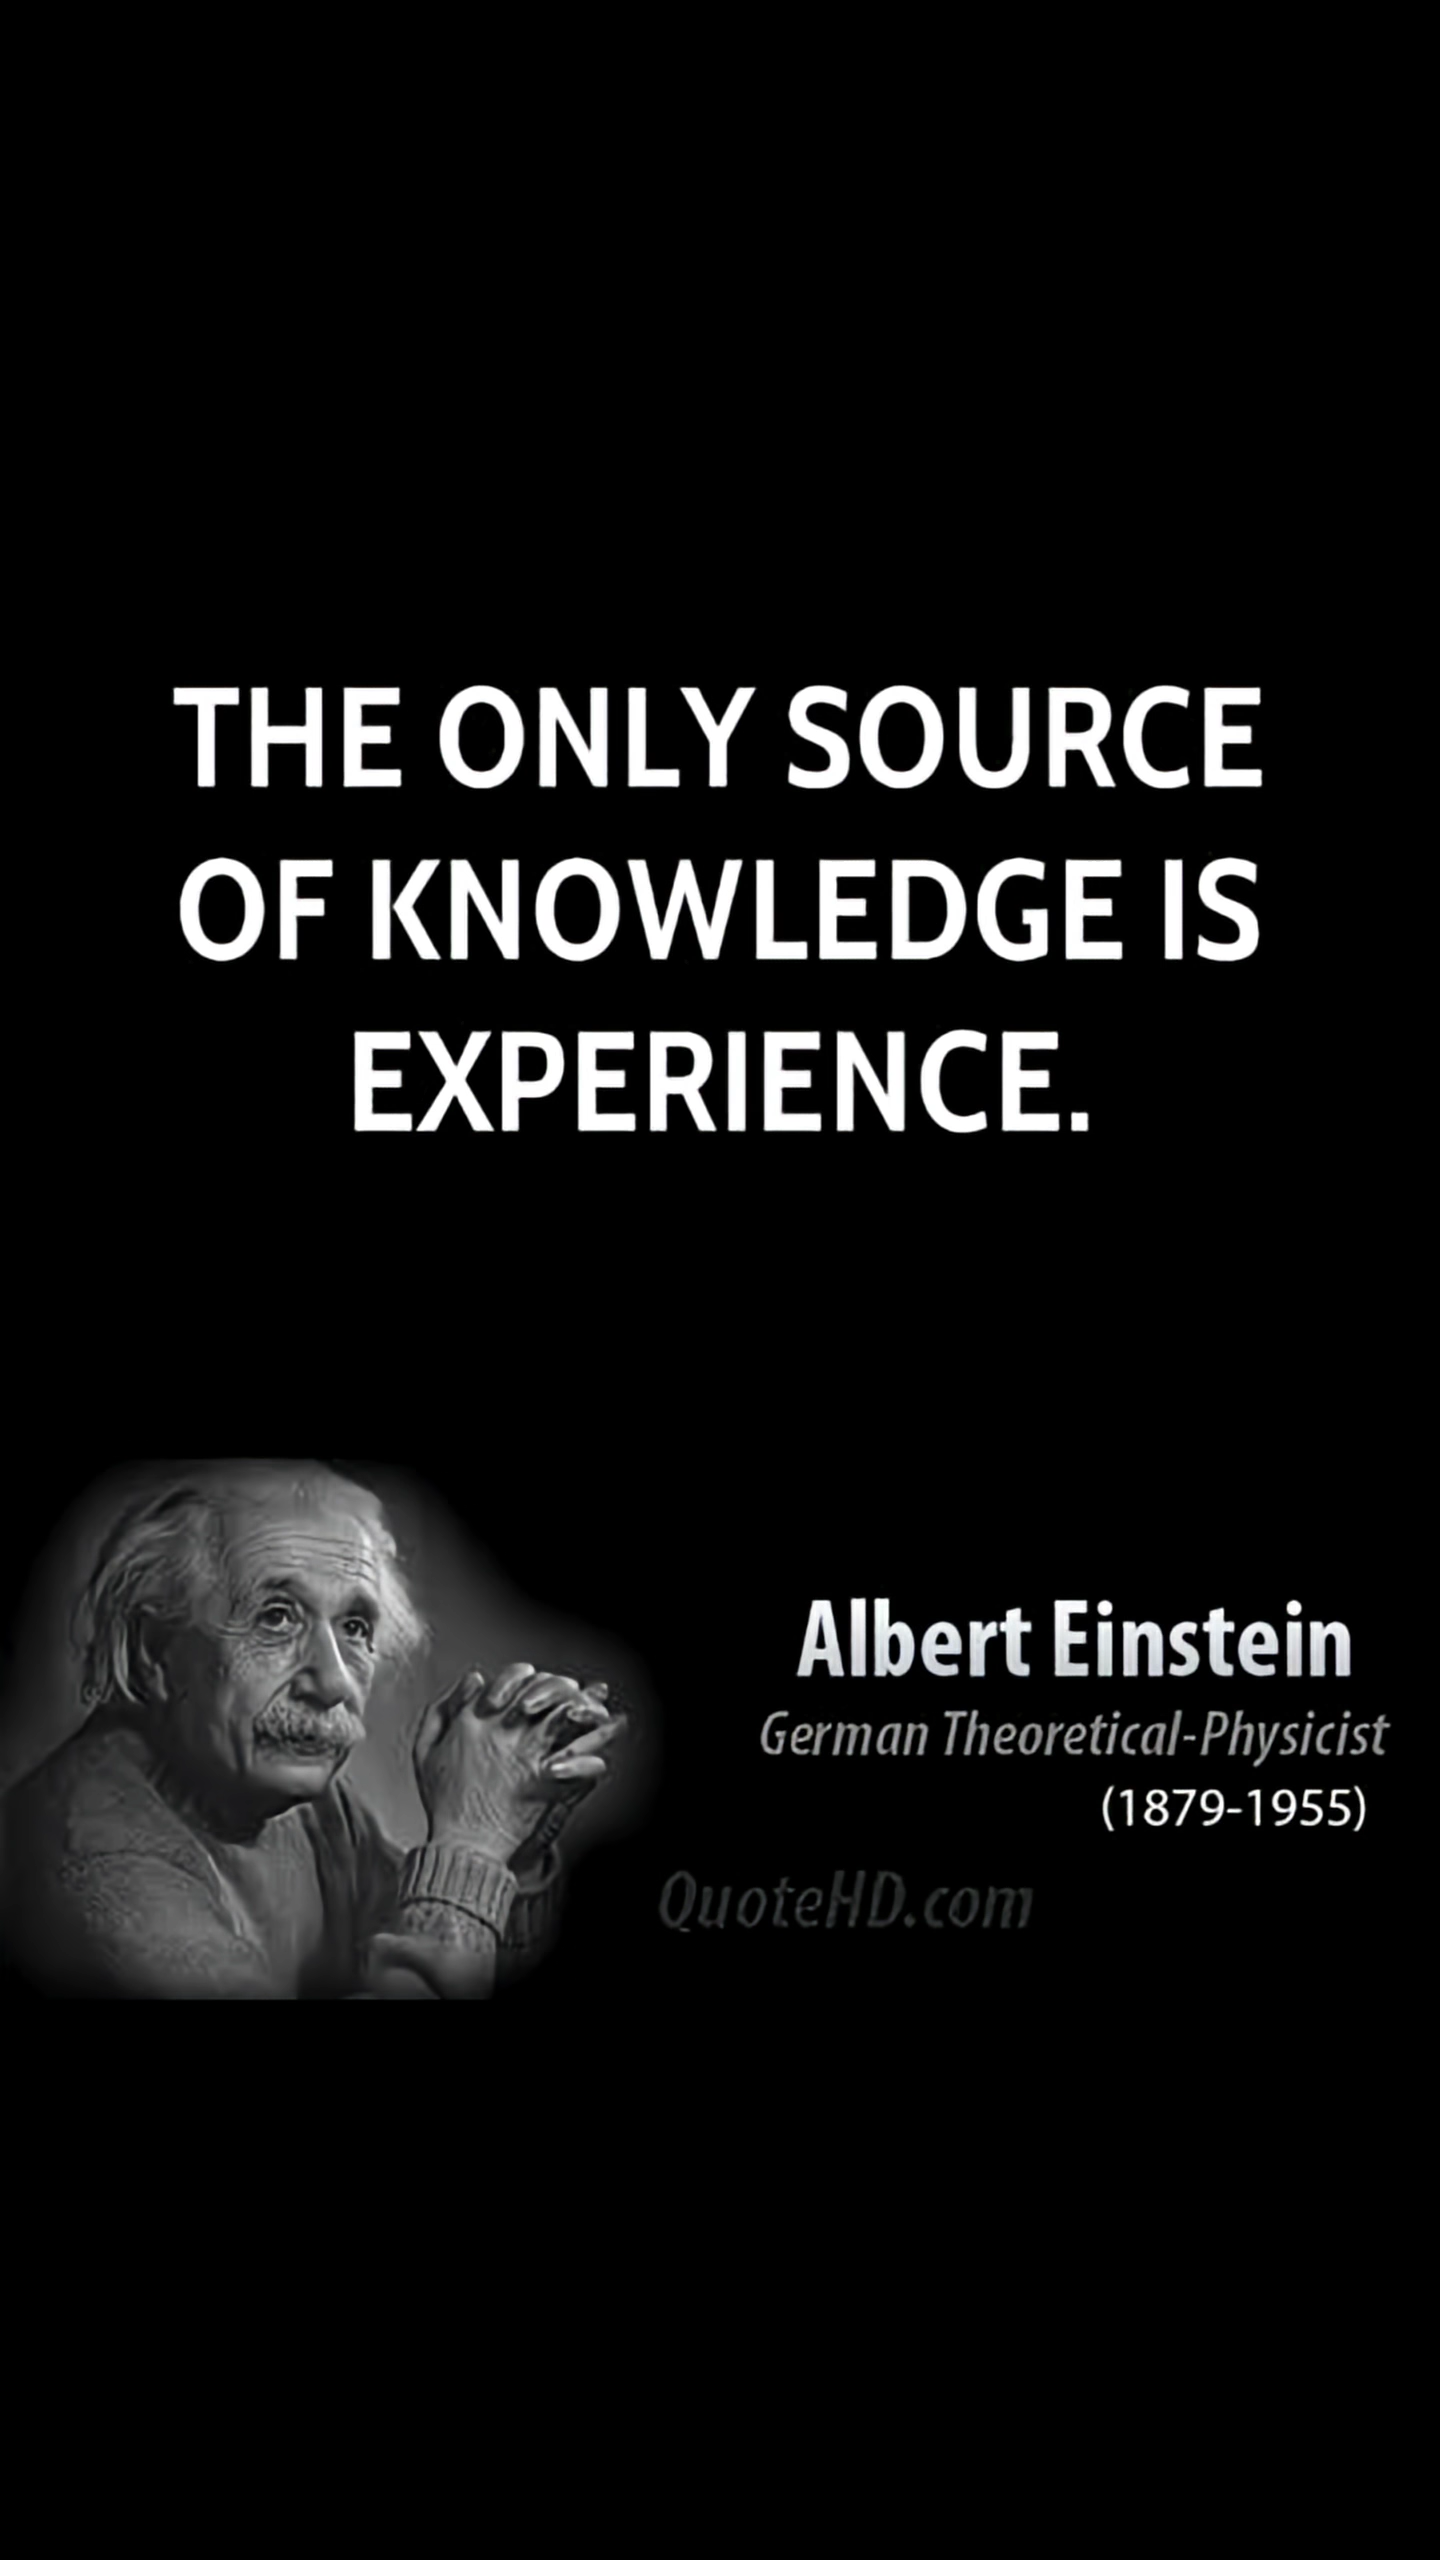 THE ONLY SOURCE
OF KNOWLEDGE IS
EXPERIENCE.
Albert Einstein
German Theoretical-Physicist
(1879-1955)
QuoteHD.com